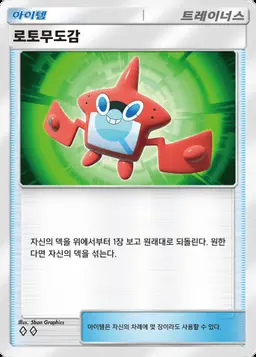 아이템
트레이너스
로토무도감
자신의 덱을 위에서부터 1장 보고 원래대로 되돌린다. 원한
다면 자신의 덱을 섞는다.
Illus. 5ban Graphics
아이템은 자신의 차례에 몇 장이라도 사용할 수 있다.